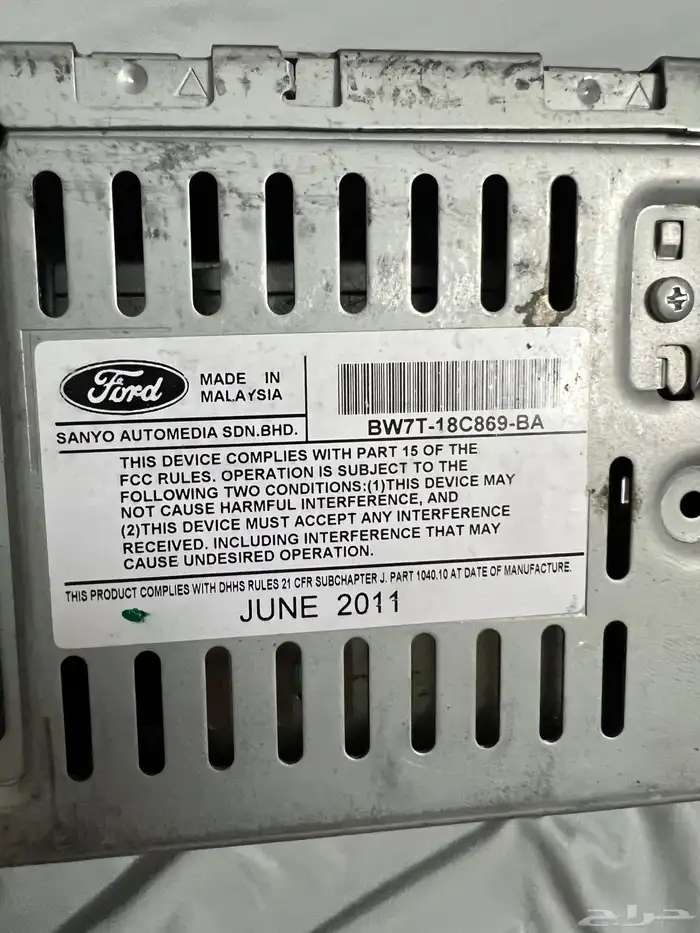 Ford
MADE IN
MALAYSIA
SANYO AUTOMEDIA SDN.BHD.
BW7T-18C869-BA
THIS DEVICE COMPLIES WITH PART 15 OF THE
FCC RULES. OPERATION IS SUBJECT TO THE
FOLLOWING TWO CONDITIONS:(1)THIS DEVICE MAY
NOT CAUSE HARMFUL INTERFERENCE, AND
(2)THIS DEVICE MUST ACCEPT ANY INTERFERENCE
RECEIVED. INCLUDING INTERFERENCE THAT MAY
CAUSE UNDESIRED OPERATION.
THIS PRODUCT COMPLIES WITH DHHS RULES 21 CFR SUBCHAPTER J. PART 1040.10 AT DATE OF MANUFACTURE.
JUNE 2011
حراج